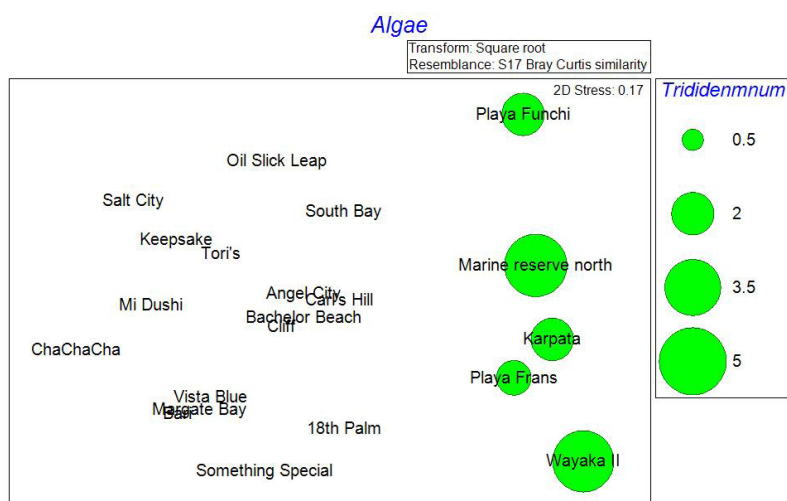 Algae
Transform: Square root
Resemblance: S17 Bray Curtis similarity
2D Stress: 0.17
Trididenmnum
Playa Funchi
0.5
Oil Slick Leap
Salt City
South Bay
2
Keepsake
Tori's
Marine reserve north
3.5
Angel City
Carl's Hill
Mi Dushi
Bachelor Beach
Cliff
Karpata
ChaChaCha
5
Playa Frans
Vista Blue
Margate Bay
Bari
18th Palm
Wayaka II
Something Special